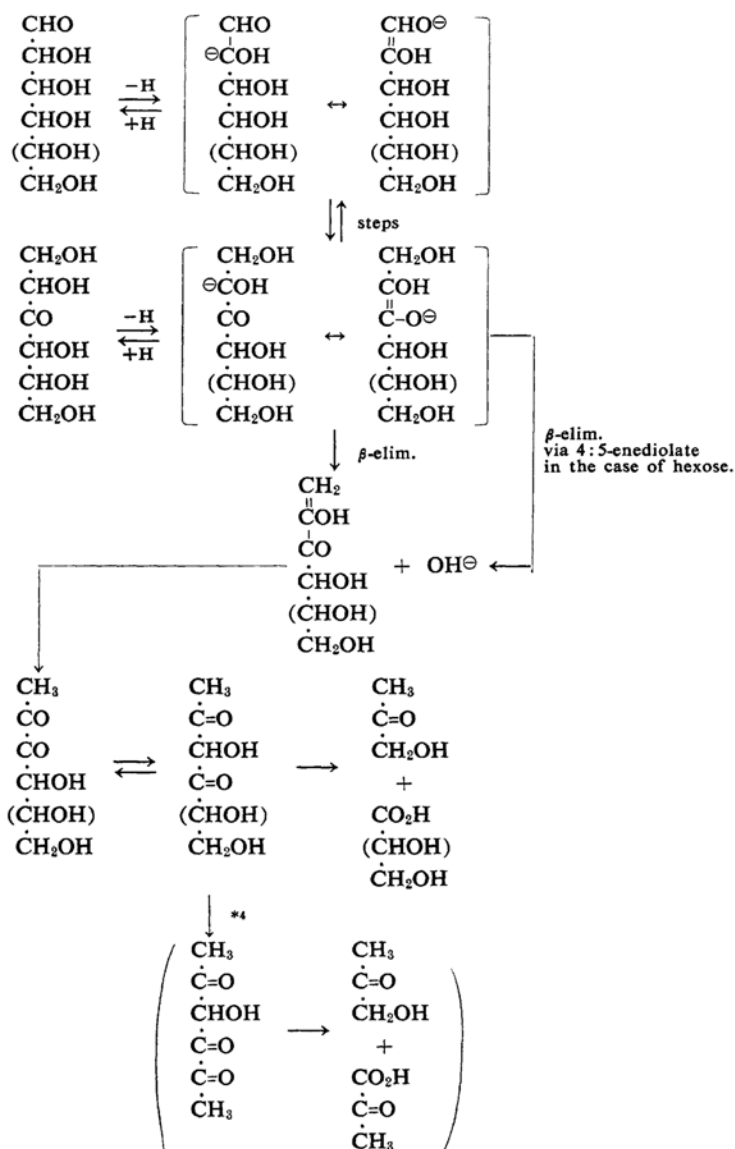 CHO
CHOH
CHOH
CHOH
(CHOH)
CH₂OH
−H
+H
CHO
⊖COH
CHOH
CHOH
(CHOH)
CH₂OH
↔
CHO⊖
COH
CHOH
CHOH
(CHOH)
CH₂OH
steps
CH₂OH
CHOH
CO
CHOH
CHOH
CH₂OH
−H
+H
CH₂OH
⊖COH
CO
CHOH
(CHOH)
CH₂OH
↔
CH₂OH
COH
C–O⊖
CHOH
(CHOH)
CH₂OH
β-elim.
β-elim.
via 4:5-enediolate
in the case of hexose.
CH₂
COH
CO
CHOH
(CHOH)
CH₂OH
+ OH⊖
CH₃
CO
CO
CHOH
(CHOH)
CH₂OH
CH₃
C=O
CHOH
C=O
(CHOH)
CH₂OH
CH₃
C=O
CH₂OH
+
CO₂H
(CHOH)
CH₂OH
*4
CH₃
C=O
CHOH
C=O
C=O
CH₃
CH₃
C=O
CH₂OH
+
CO₂H
C=O
CH₃